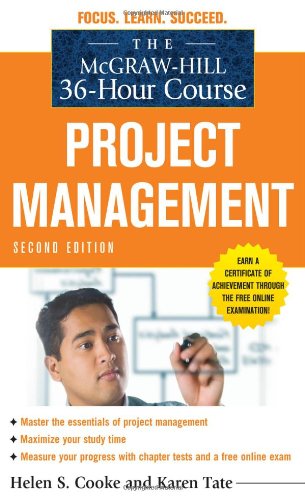 FOCUS. LEARN. SUCCEED.
THE
McGRAW-HILL
36-Hour Course
PROJECT
MANAGEMENT
SECOND EDITION
EARN A
CERTIFICATE OF
ACHIEVEMENT THROUGH
THE FREE ONLINE
EXAMINATION!
Master the essentials of project management
Maximize your study time
Measure your progress with chapter tests and a free online exam
Helen S. Cooke and Karen Tate